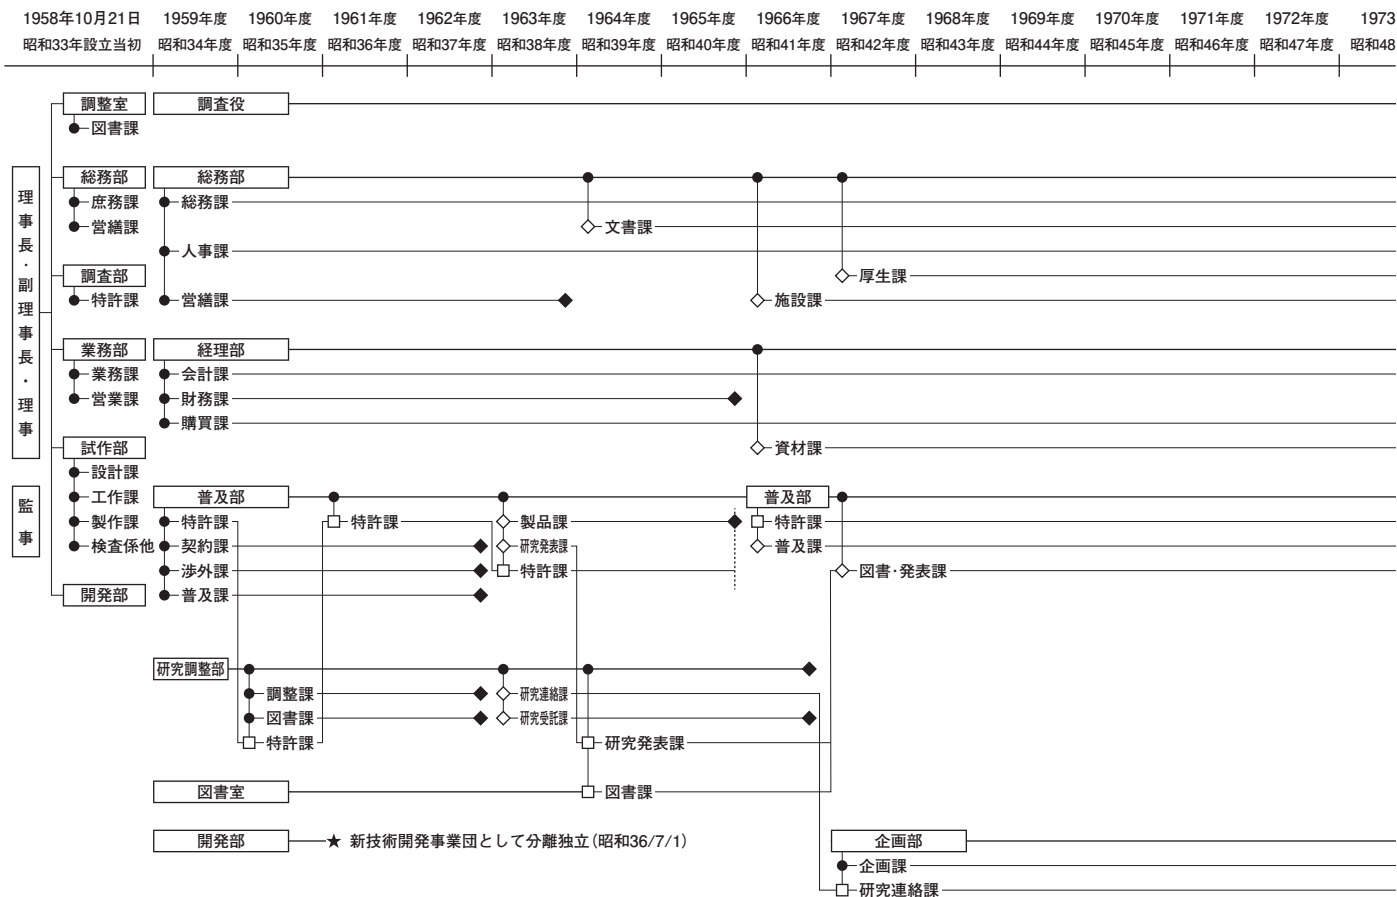 1958年10月21日 1959年度 1960年度 1961年度 1962年度 1963年度 1964年度 1965年度 1966年度 1967年度 1968年度 1969年度 1970年度 1971年度 1972年度 1973
昭和33年設立当初 昭和34年度 昭和35年度 昭和36年度 昭和37年度 昭和38年度 昭和39年度 昭和40年度 昭和41年度 昭和42年度 昭和43年度 昭和44年度 昭和45年度 昭和46年度 昭和47年度 昭和48
理事長・副理事長・理事
監事
調整室 調査役
図書課
総務部 総務部
庶務課 総務課
営繕課 文書課
人事課
調査部 厚生課
特許課 営繕課 施設課
業務部 経理部
業務課 会計課
営業課 財務課
購買課
試作部 資材課
設計課
工作課 普及部 普及部
製作課 特許課 特許課 製品課 特許課
検査係他 契約課 研究発表課 普及課
渉外課 特許課 図書・発表課
開発部 普及課
研究調整部
調整課 研究連絡課
図書課 研究受託課
特許課 研究発表課
図書室 図書課
開発部 ★ 新技術開発事業団として分離独立(昭和36/7/1) 企画部
企画課
研究連絡課